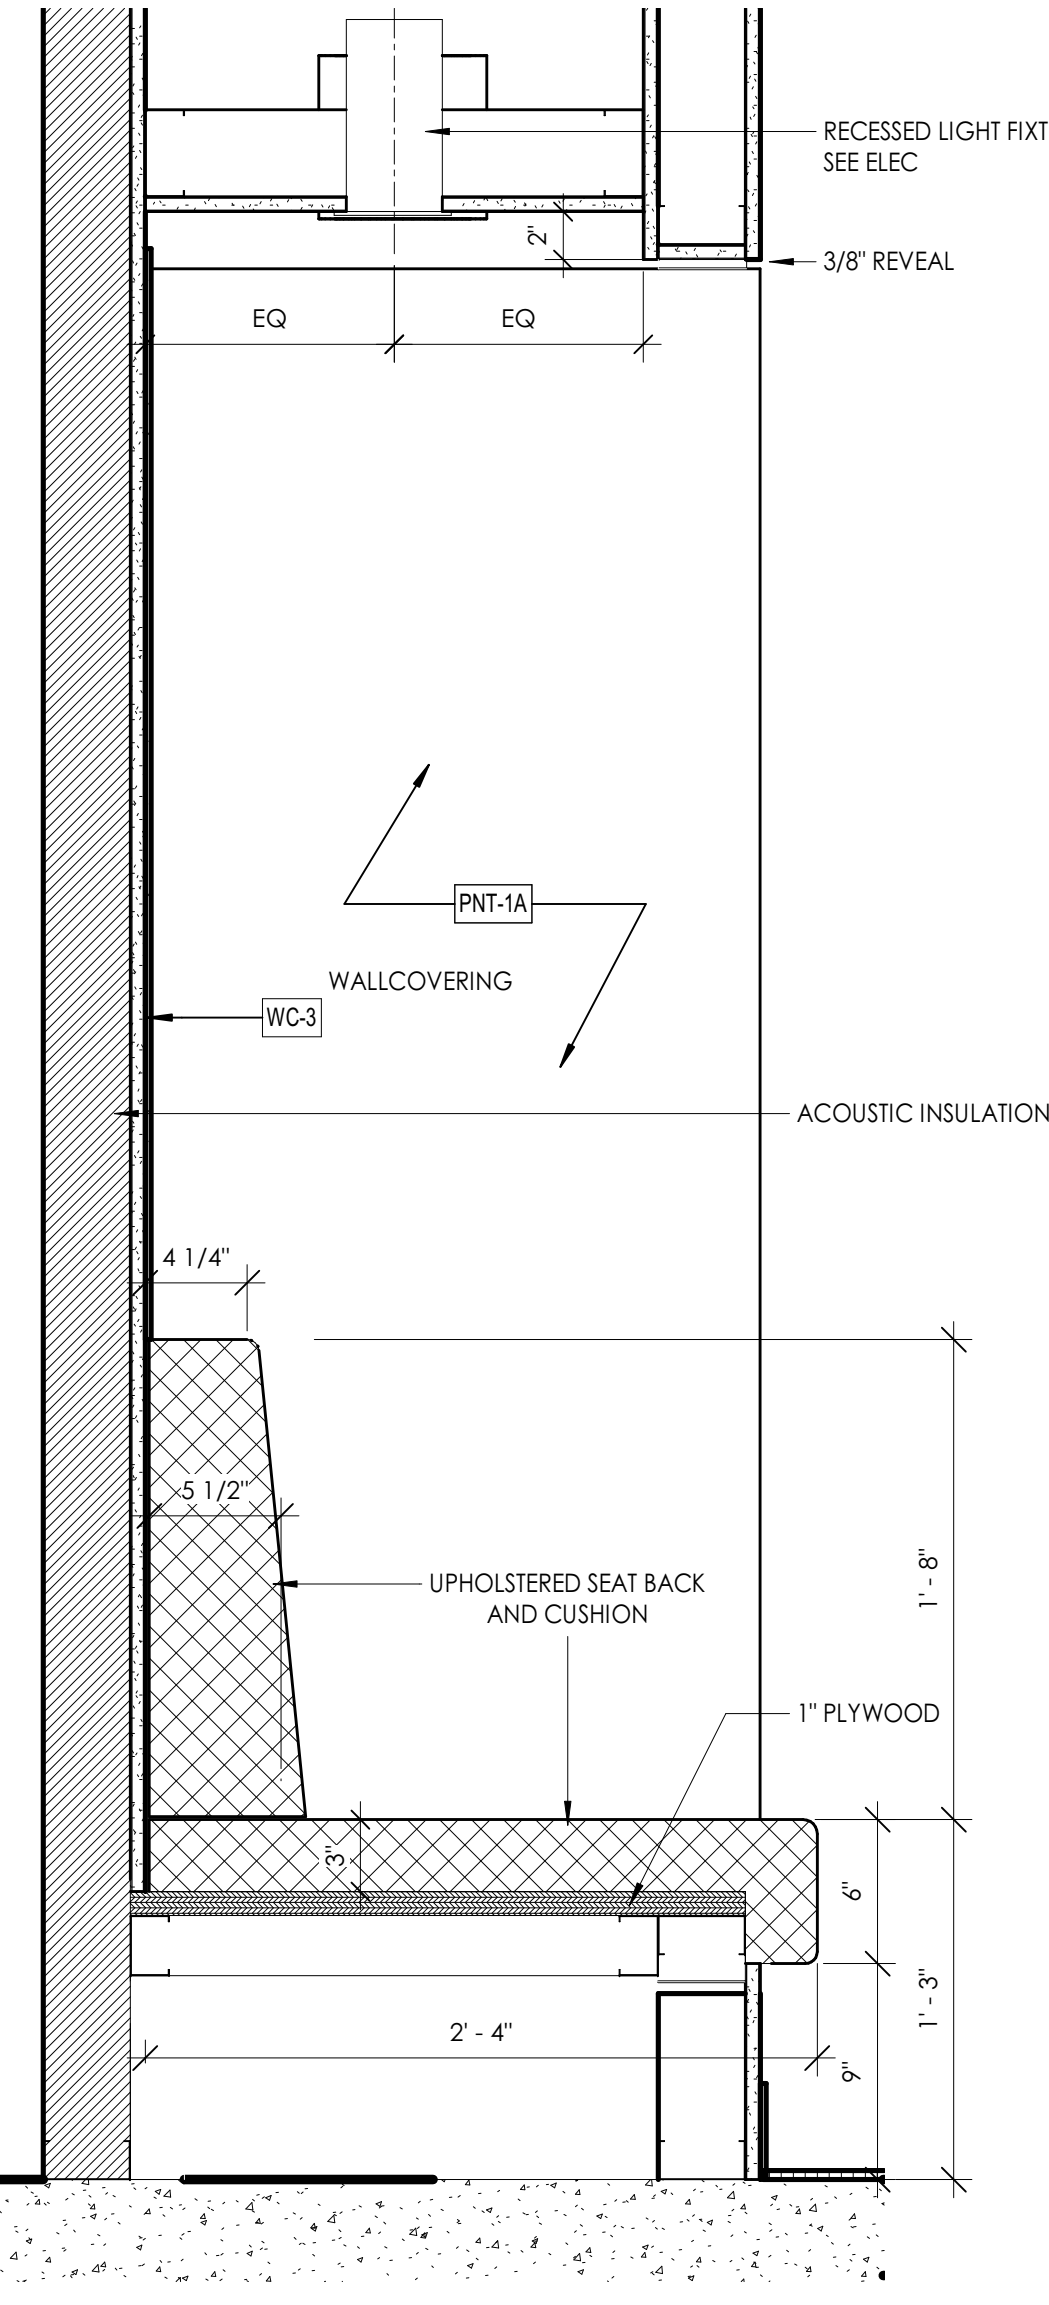 RECESSED LIGHT FIXT
SEE ELEC
2"
3/8" REVEAL
EQ
EQ
PNT-1A
WALLCOVERING
WC-3
ACOUSTIC INSULATION
4 1/4"
5 1/2"
1' - 8"
UPHOLSTERED SEAT BACK
AND CUSHION
1" PLYWOOD
3"
6"
1' - 3"
2' - 4"
9"